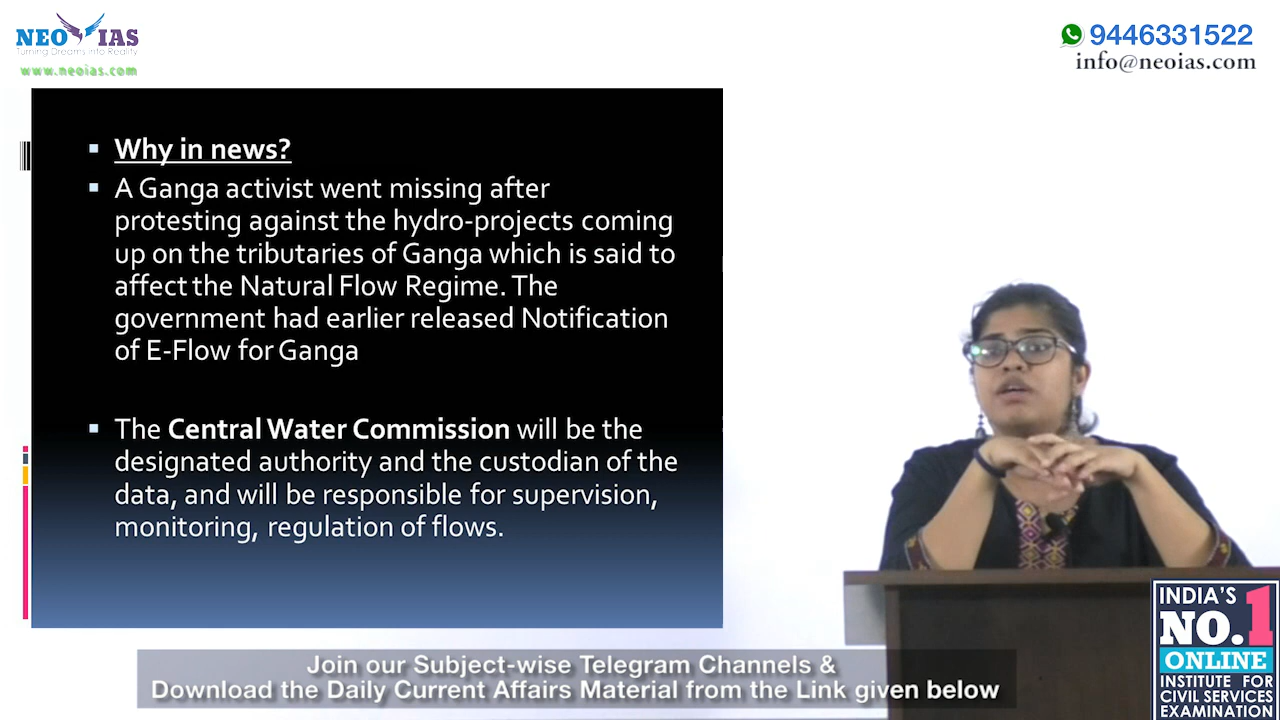 NEO IAS
Turning Dreams Into Reality
www.neoias.com
9446331522
info@neoias.com
Why in news?
A Ganga activist went missing after
protesting against the hydro-projects coming
up on the tributaries of Ganga which is said to
affect the Natural Flow Regime. The
government had earlier released Notification
of E-Flow for Ganga
The Central Water Commission will be the
designated authority and the custodian of the
data, and will be responsible for supervision,
monitoring, regulation of flows.
INDIA'S
NO.1
ONLINE
INSTITUTE FOR
CIVIL SERVICES
EXAMINATION
Join our Subject-wise Telegram Channels &
Download the Daily Current Affairs Material from the Link given below